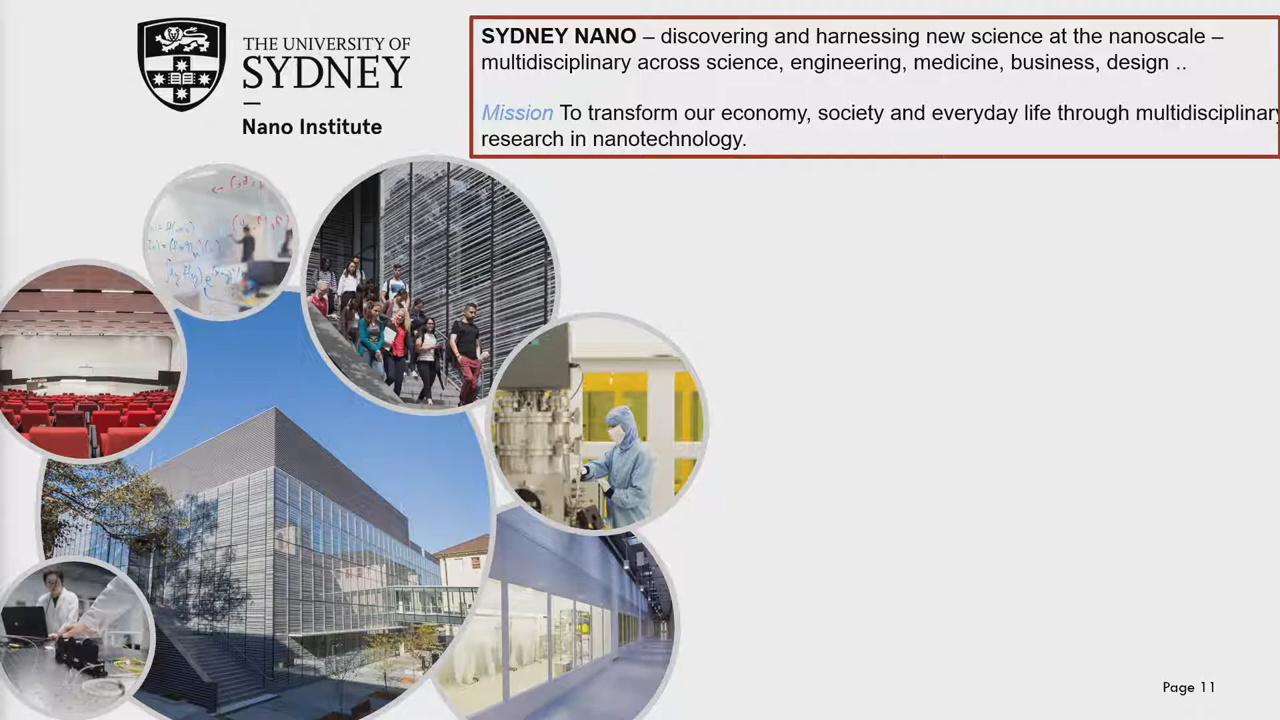 THE UNIVERSITY OF
SYDNEY
Nano Institute
SYDNEY NANO – discovering and harnessing new science at the nanoscale –
multidisciplinary across science, engineering, medicine, business, design ..
Mission To transform our economy, society and everyday life through multidisciplinary
research in nanotechnology.
Page 11